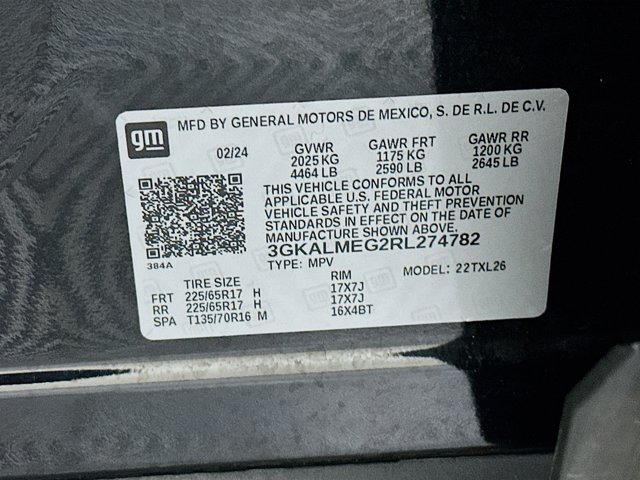 gm
MFD BY GENERAL MOTORS DE MEXICO, S. DE R.L. DE C.V.
02/24 GVWR GAWR FRT GAWR RR
2025 KG 1175 KG 1200 KG
4464 LB 2590 LB 2645 LB
THIS VEHICLE CONFORMS TO ALL
APPLICABLE U.S. FEDERAL MOTOR
VEHICLE SAFETY AND THEFT PREVENTION
STANDARDS IN EFFECT ON THE DATE OF
MANUFACTURE SHOWN ABOVE.
3GKALMEG2RL274782
384A
TYPE: MPV MODEL: 22TXL26
TIRE SIZE RIM
FRT 225/65R17 H 17X7J
RR 225/65R17 H 17X7J
SPA T135/70R16 M 16X4BT